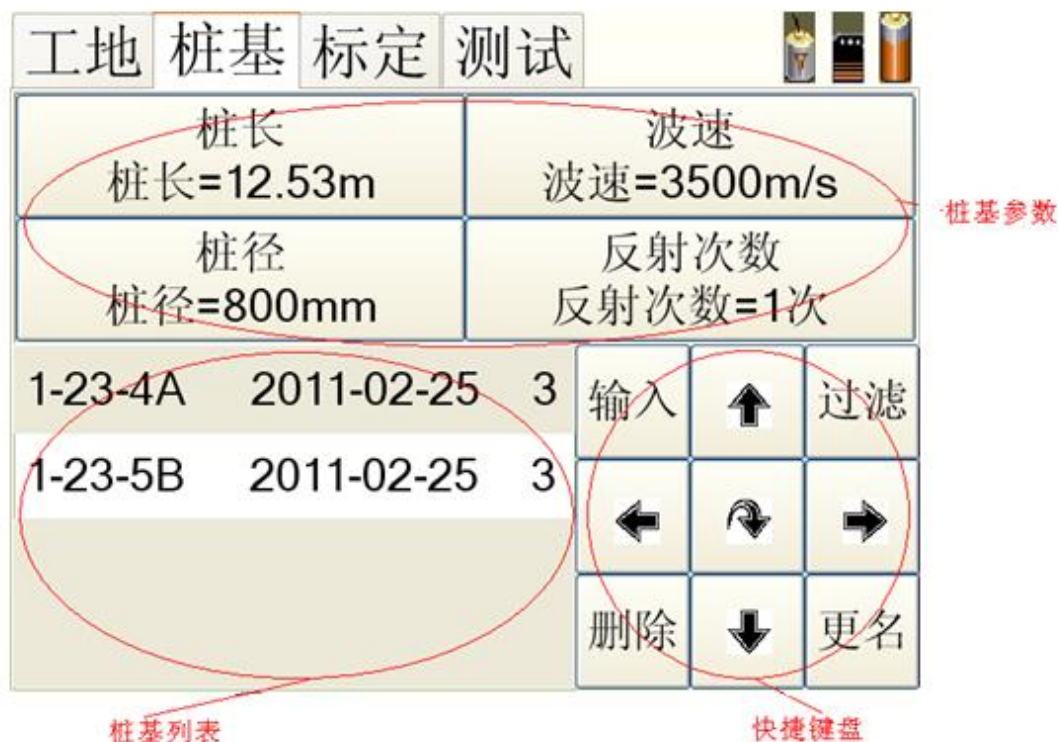 工地 桩基 标定 测试
桩长 波速
桩长=12.53m 波速=3500m/s
桩基参数
桩径 反射次数
桩径=800mm 反射次数=1次
1-23-4A 2011-02-25 3 输入 过滤
1-23-5B 2011-02-25 3
删除 更名
桩基列表 快捷键盘